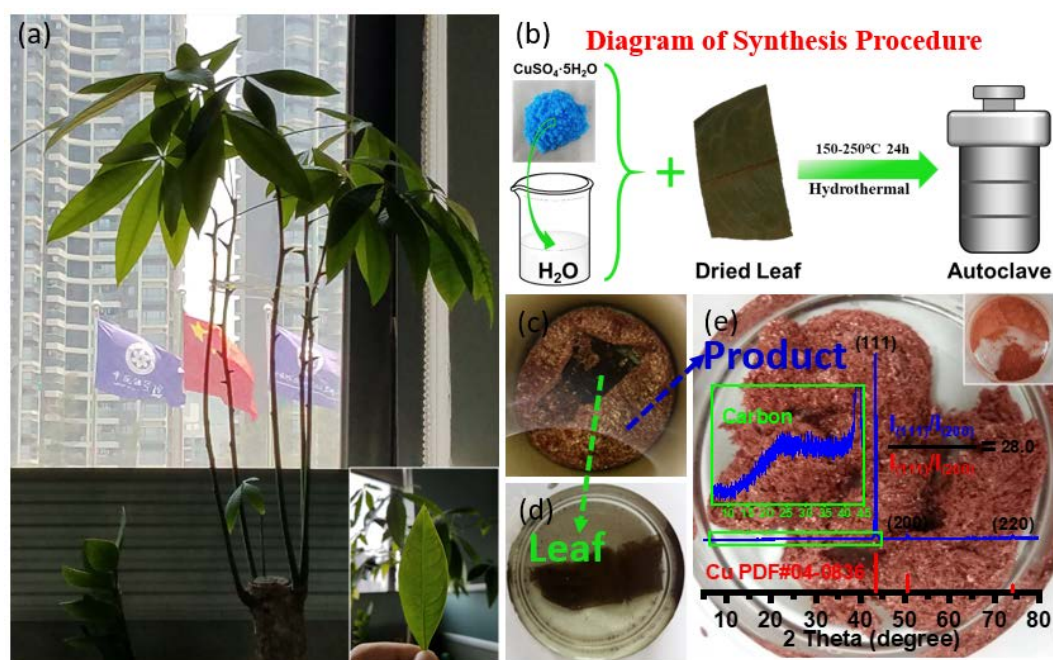 (a)
(b)
Diagram of Synthesis Procedure
CuSO₄·5H₂O
H₂O
+
Dried Leaf
150-250℃ 24h
Hydrothermal
Autoclave
(c)
(d)
Leaf
(e)
Product
(111)
Carbon
10 15 20 25 30 35 40 45
I(111)/I(200)
I(111)/I(200)
= 28.0
(200)
(220)
Cu PDF#04-0836
10 20 30 40 50 60 70 80
2 Theta (degree)